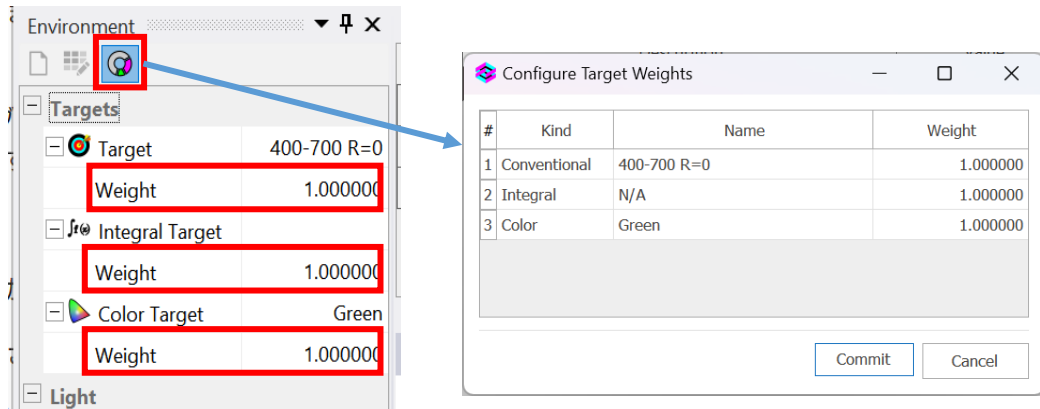 Environment
Targets
Target 400-700 R=0
Weight 1.000000
Integral Target
Weight 1.000000
Color Target Green
Weight 1.000000
Light
Configure Target Weights
# Kind Name Weight
1 Conventional 400-700 R=0 1.000000
2 Integral N/A 1.000000
3 Color Green 1.000000
Commit Cancel